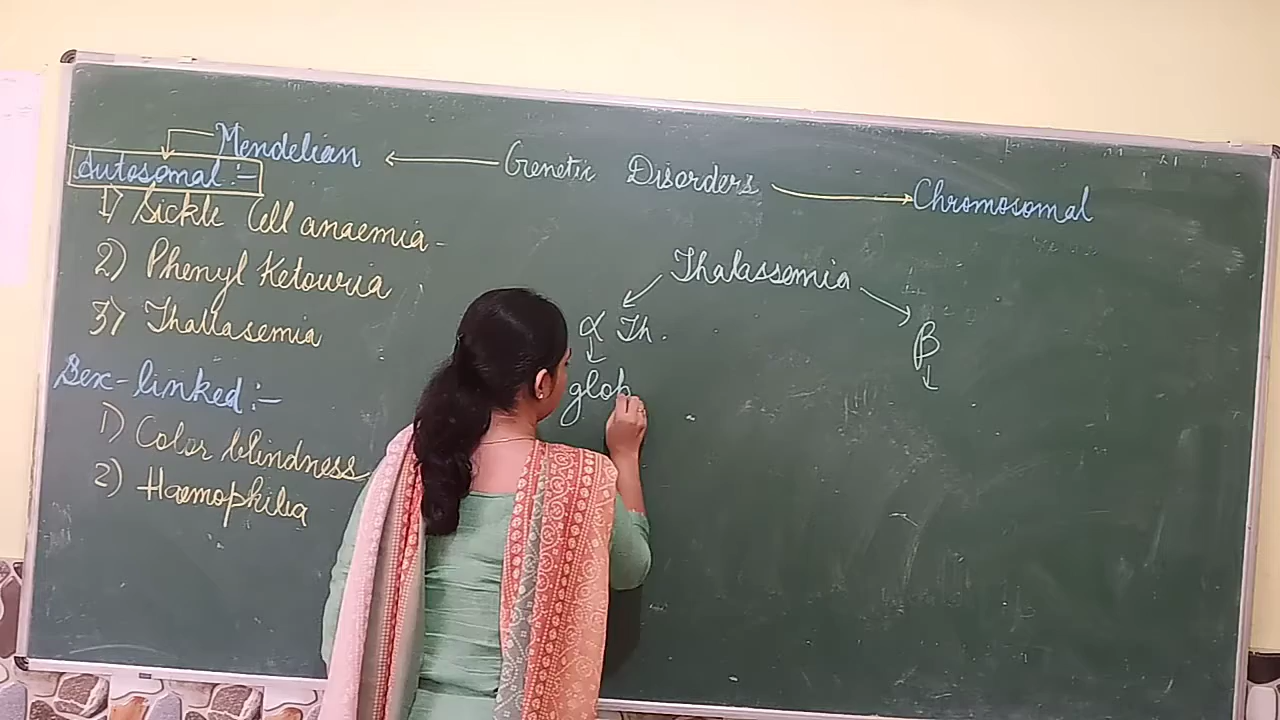 Mendelian ← Genetic Disorders → Chromosomal
Autosomal :-
1) Sickle Cell anaemia -
2) Phenyl Ketouria
3) Thallasemia
Sex-linked :-
1) Color blindness
2) Haemophilia
Thalassemia
α Th.
↓
glob
β
↓